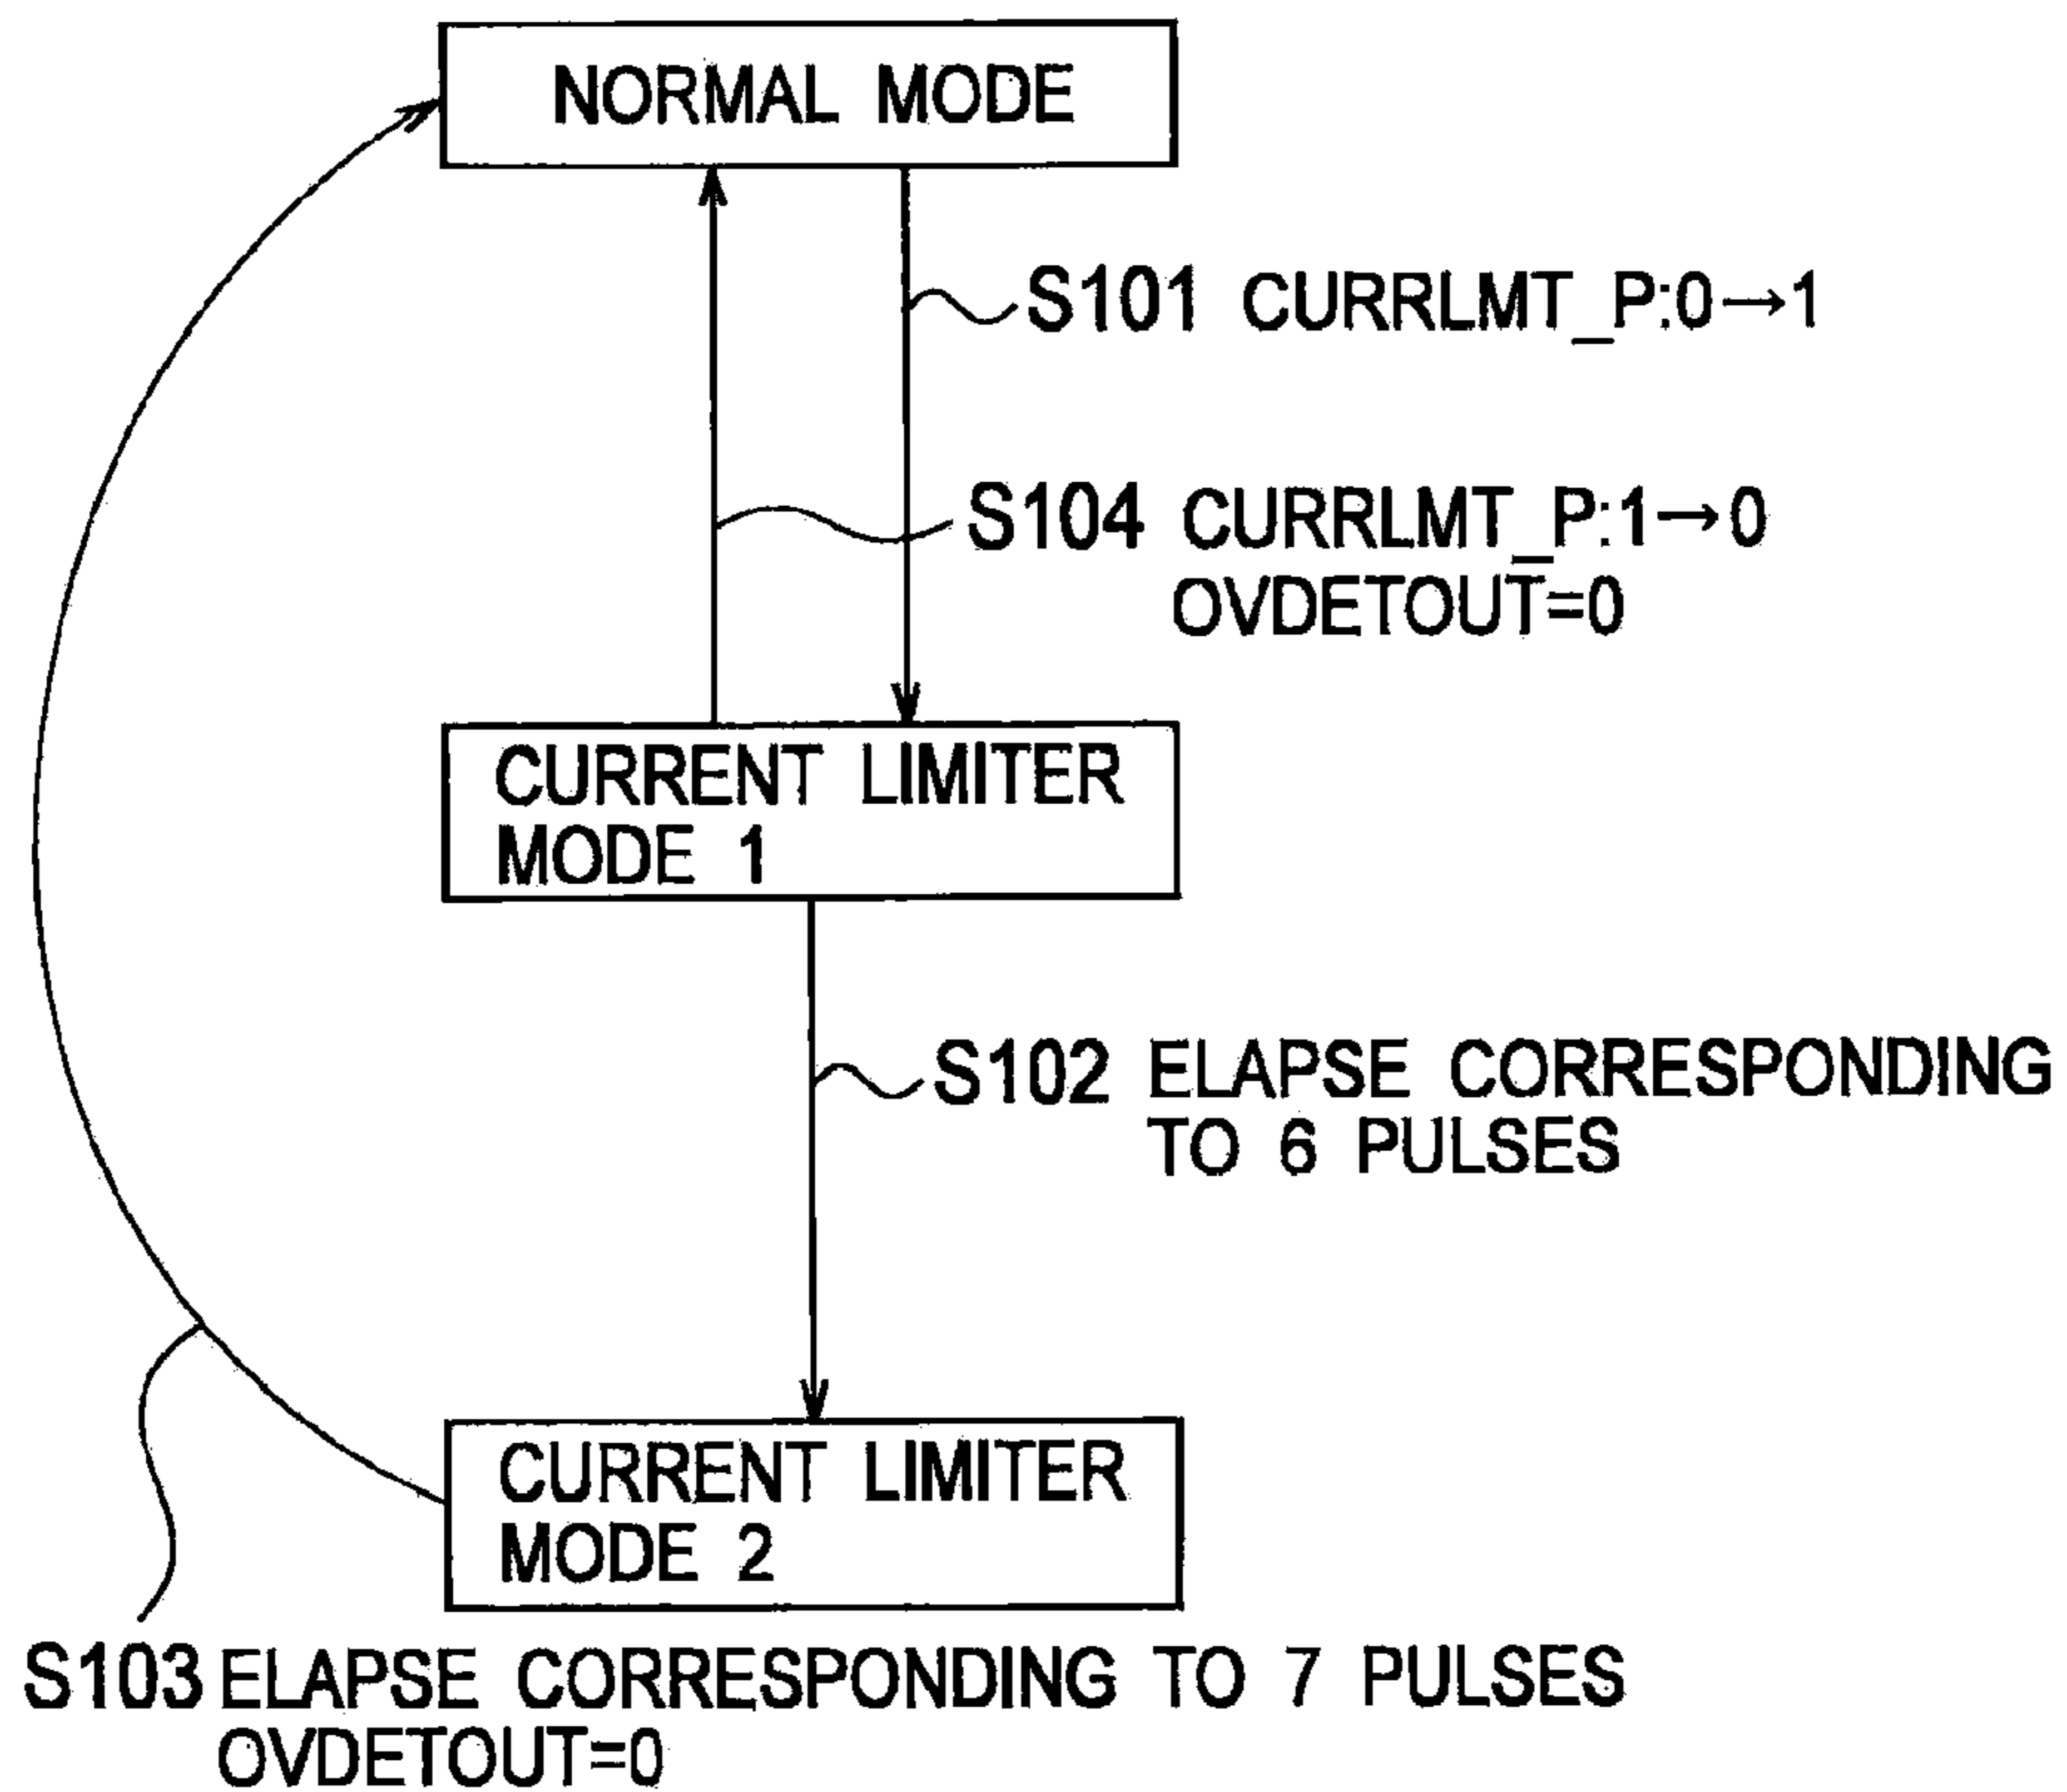 NORMAL MODE
S101 CURRLMT_P:0→1
S104 CURRLMT_P:1→0
OVDETOUT=0
CURRENT LIMITER
MODE 1
S102 ELAPSE CORRESPONDING
TO 6 PULSES
CURRENT LIMITER
MODE 2
S103 ELAPSE CORRESPONDING TO 7 PULSES
OVDETOUT=0